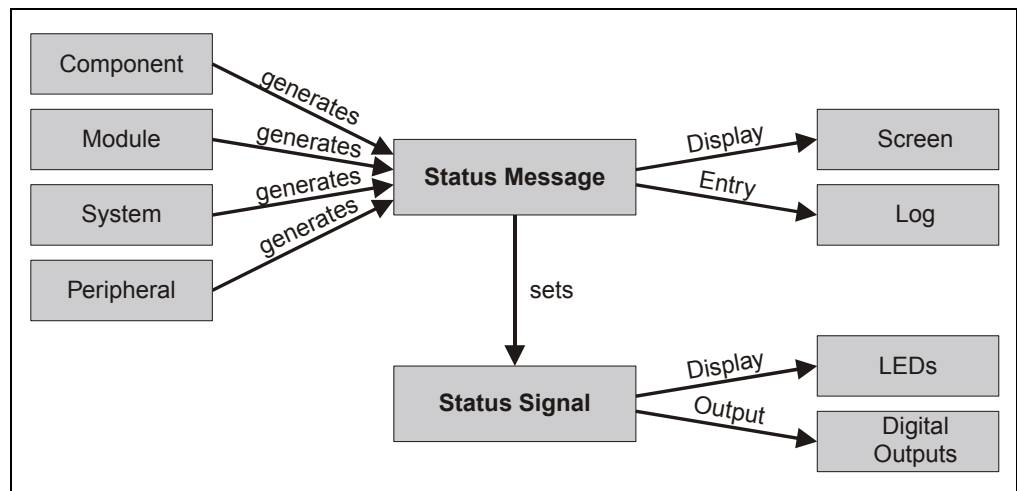 Component
generates
Module
generates
Status Message
Display
Screen
System
generates
Entry
Log
Peripheral
generates
sets
Status Signal
Display
LEDs
Output
Digital
Outputs